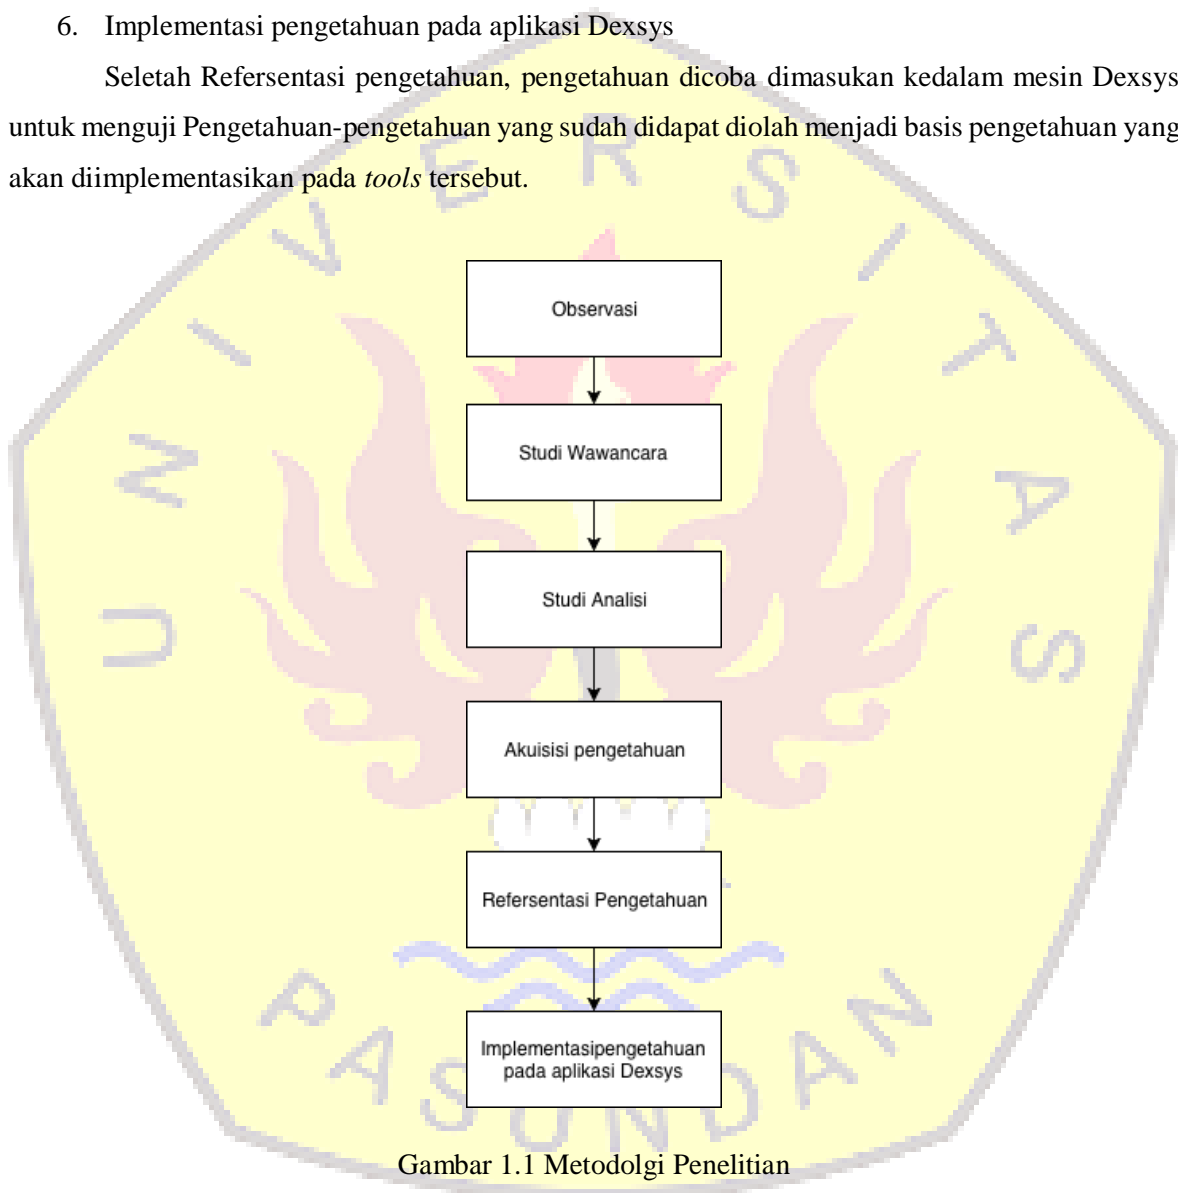 6. Implementasi pengetahuan pada aplikasi Dexsys
Seletah Refersentasi pengetahuan, pengetahuan dicoba dimasukan kedalam mesin Dexsys
untuk menguji Pengetahuan-pengetahuan yang sudah didapat diolah menjadi basis pengetahuan yang
akan diimplementasikan pada tools tersebut.
UNIVERSITAS
Observasi
Studi Wawancara
Studi Analisi
Akuisisi pengetahuan
Refersentasi Pengetahuan
Implementasipengetahuan
pada aplikasi Dexsys
PASUNDAN
Gambar 1.1 Metodolgi Penelitian